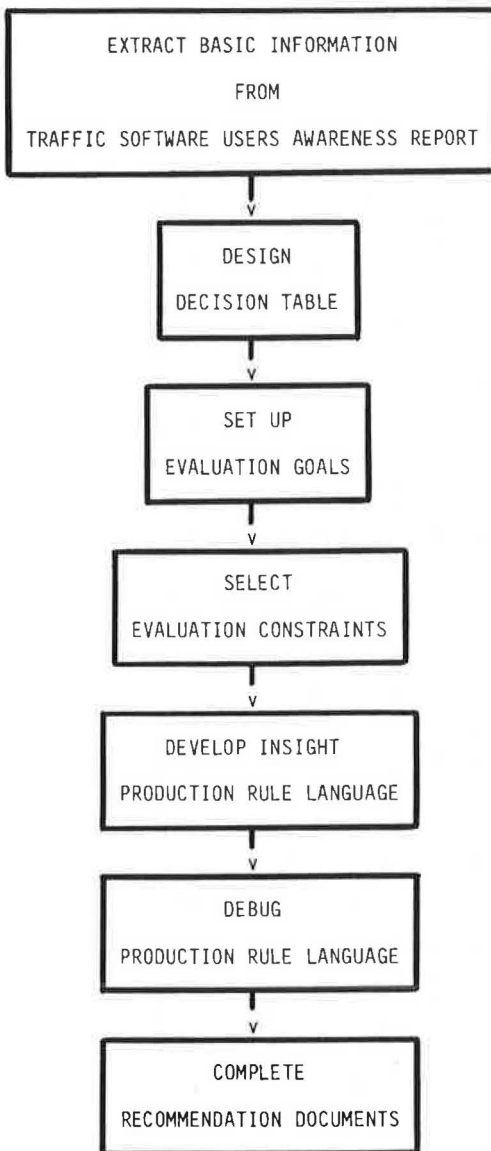 EXTRACT BASIC INFORMATION
FROM
TRAFFIC SOFTWARE USERS AWARENESS REPORT
DESIGN
DECISION TABLE
SET UP
EVALUATION GOALS
SELECT
EVALUATION CONSTRAINTS
DEVELOP INSIGHT
PRODUCTION RULE LANGUAGE
DEBUG
PRODUCTION RULE LANGUAGE
COMPLETE
RECOMMENDATION DOCUMENTS